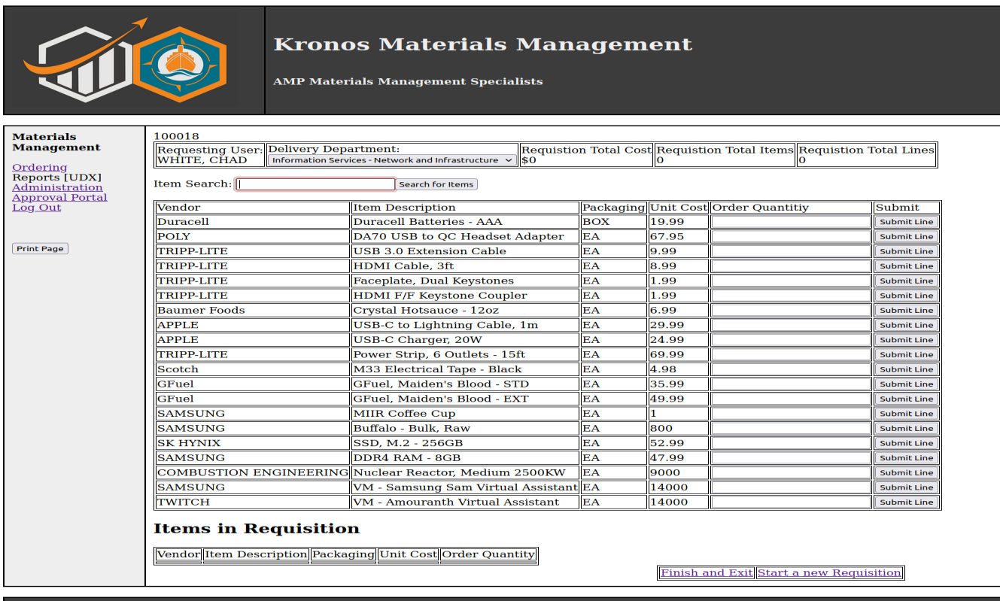 Kronos Materials Management
AMP Materials Management Specialists
Materials
Management
Ordering
Reports [UDX]
Administration
Approval Portal
Log Out
Print Page
100018
Requesting User: WHITE, CHAD
Delivery Department: Information Services - Network and Infrastructure
Requistion Total Cost $0
Requistion Total Items 0
Requistion Total Lines 0
Item Search: Search for Items
Vendor Item Description Packaging Unit Cost Order Quantitiy Submit
Duracell Duracell Batteries - AAA BOX 19.99 Submit Line
POLY DA70 USB to QC Headset Adapter EA 67.95 Submit Line
TRIPP-LITE USB 3.0 Extension Cable EA 9.99 Submit Line
TRIPP-LITE HDMI Cable, 3ft EA 8.99 Submit Line
TRIPP-LITE Faceplate, Dual Keystones EA 1.99 Submit Line
TRIPP-LITE HDMI F/F Keystone Coupler EA 1.99 Submit Line
Baumer Foods Crystal Hotsauce - 12oz EA 6.99 Submit Line
APPLE USB-C to Lightning Cable, 1m EA 29.99 Submit Line
APPLE USB-C Charger, 20W EA 24.99 Submit Line
TRIPP-LITE Power Strip, 6 Outlets - 15ft EA 69.99 Submit Line
Scotch M33 Electrical Tape - Black EA 4.98 Submit Line
GFuel GFuel, Maiden's Blood - STD EA 35.99 Submit Line
GFuel GFuel, Maiden's Blood - EXT EA 49.99 Submit Line
SAMSUNG MIIR Coffee Cup EA 1 Submit Line
SAMSUNG Buffalo - Bulk, Raw EA 800 Submit Line
SK HYNIX SSD, M.2 - 256GB EA 52.99 Submit Line
SAMSUNG DDR4 RAM - 8GB EA 47.99 Submit Line
COMBUSTION ENGINEERING Nuclear Reactor, Medium 2500KW EA 9000 Submit Line
SAMSUNG VM - Samsung Sam Virtual Assistant EA 14000 Submit Line
TWITCH VM - Amouranth Virtual Assistant EA 14000 Submit Line
Items in Requisition
Vendor Item Description Packaging Unit Cost Order Quantity
Finish and Exit Start a new Requisition